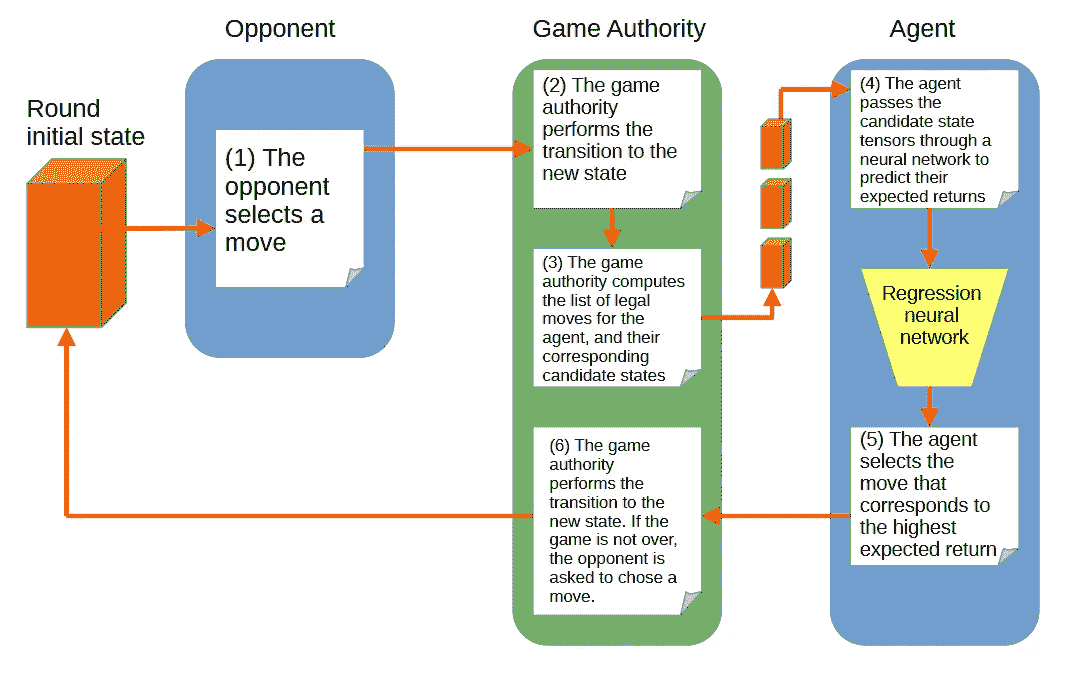 Opponent
Game Authority
Agent
Round
initial state
(1) The
opponent
selects a
move
(2) The game
authority
performs the
transition to the
new state
(3) The game
authority computes
the list of legal
moves for the
agent, and their
corresponding
candidate states
(4) The agent
passes the
candidate state
tensors through a
neural network to
predict their
expected returns
Regression
neural
network
(5) The agent
selects the
move that
corresponds to
the highest
expected return
(6) The game
authority
performs the
transition to the
new state. If the
game is not over,
the opponent is
asked to chose a
move.